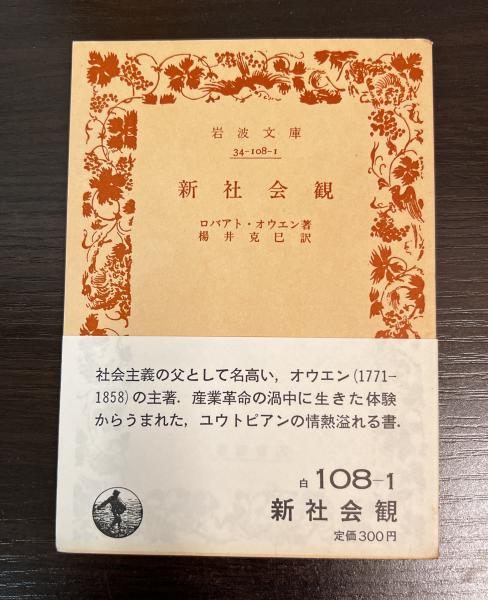 岩波文庫
34-108-1
新社会観
ロバアト・オウエン著
楊井克巳訳
社会主義の父として名高い，オウエン(1771-
1858)の主著．産業革命の渦中に生きた体験
からうまれた，ユウトピアンの情熱溢れる書．
白 108-1
新社会観
定価300円